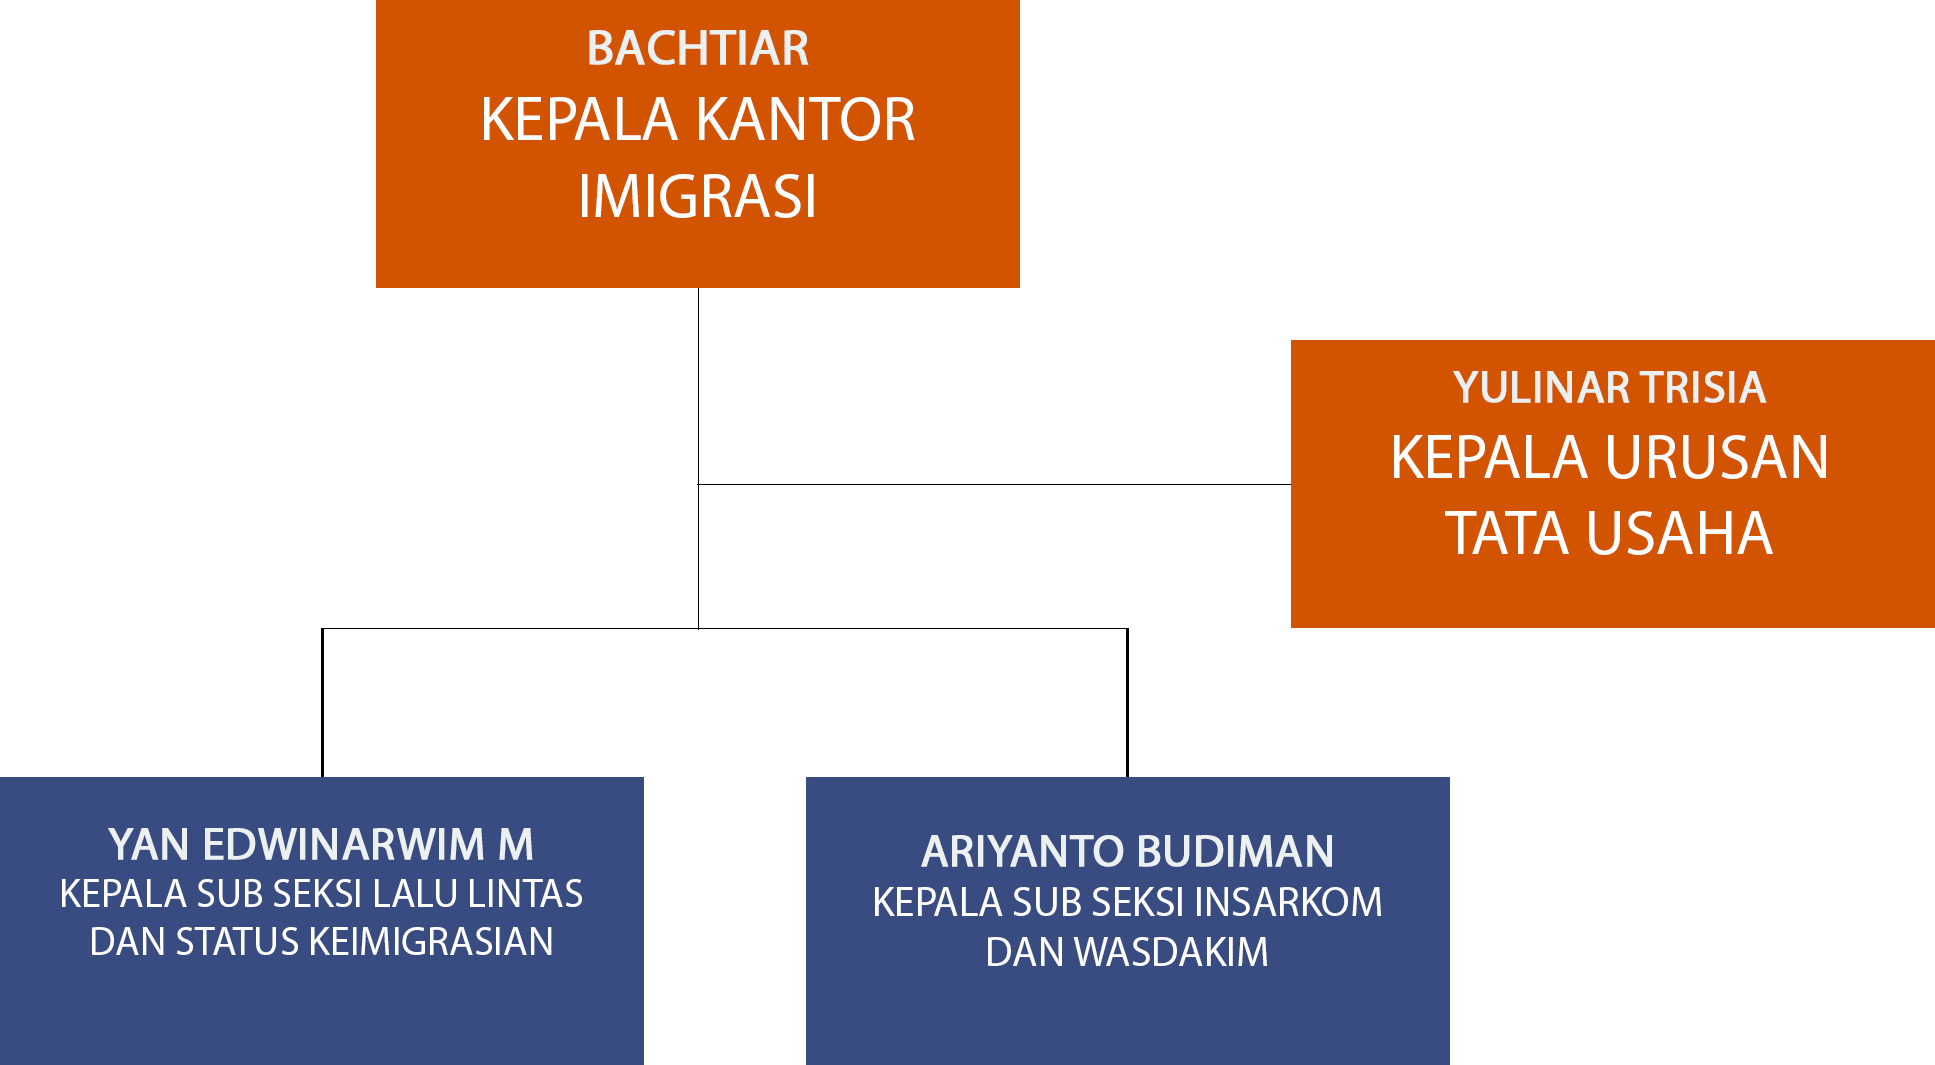 BACHTIAR
KEPALA KANTOR
IMIGRASI
YULINAR TRISIA
KEPALA URUSAN
TATA USAHA
YAN EDWINARWIM M
KEPALA SUB SEKSI LALU LINTAS
DAN STATUS KEIMIGRASIAN
ARIYANTO BUDIMAN
KEPALA SUB SEKSI INSARKOM
DAN WASDAKIM